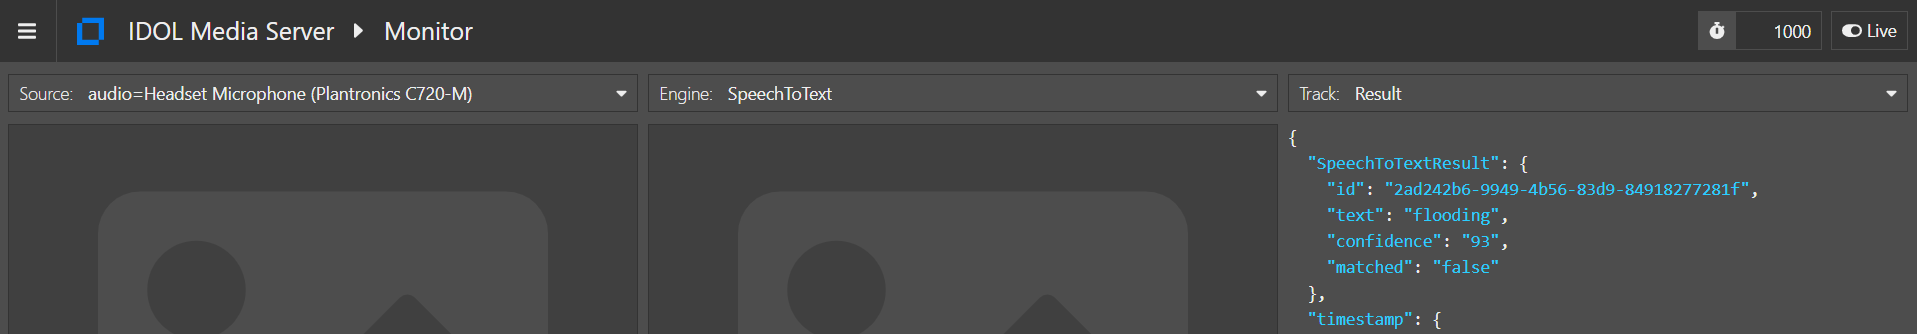 IDOL Media Server Monitor
1000
Live
Source: audio=Headset Microphone (Plantronics C720-M)
Engine: SpeechToText
Track: Result
{
"SpeechToTextResult": {
"id": "2ad242b6-9949-4b56-83d9-84918277281f",
"text": "flooding",
"confidence": "93",
"matched": "false"
},
"timestamp": {